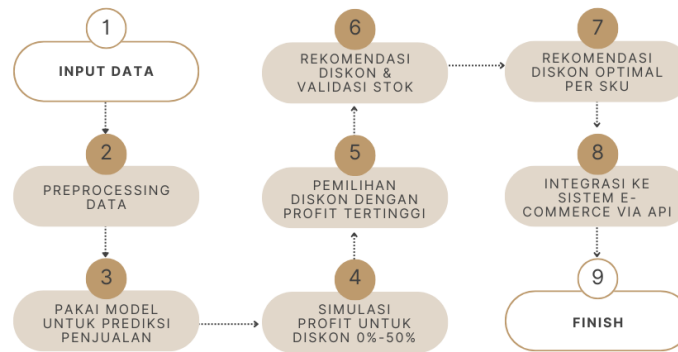 1
INPUT DATA
2
PREPROCESSING
DATA
3
PAKAI MODEL
UNTUK PREDIKSI
PENJUALAN
4
SIMULASI
PROFIT UNTUK
DISKON 0%-50%
5
PEMILIHAN
DISKON DENGAN
PROFIT TERTINGGI
6
REKOMENDASI
DISKON &
VALIDASI STOK
7
REKOMENDASI
DISKON OPTIMAL
PER SKU
8
INTEGRASI KE
SISTEM E-
COMMERCE VIA API
9
FINISH